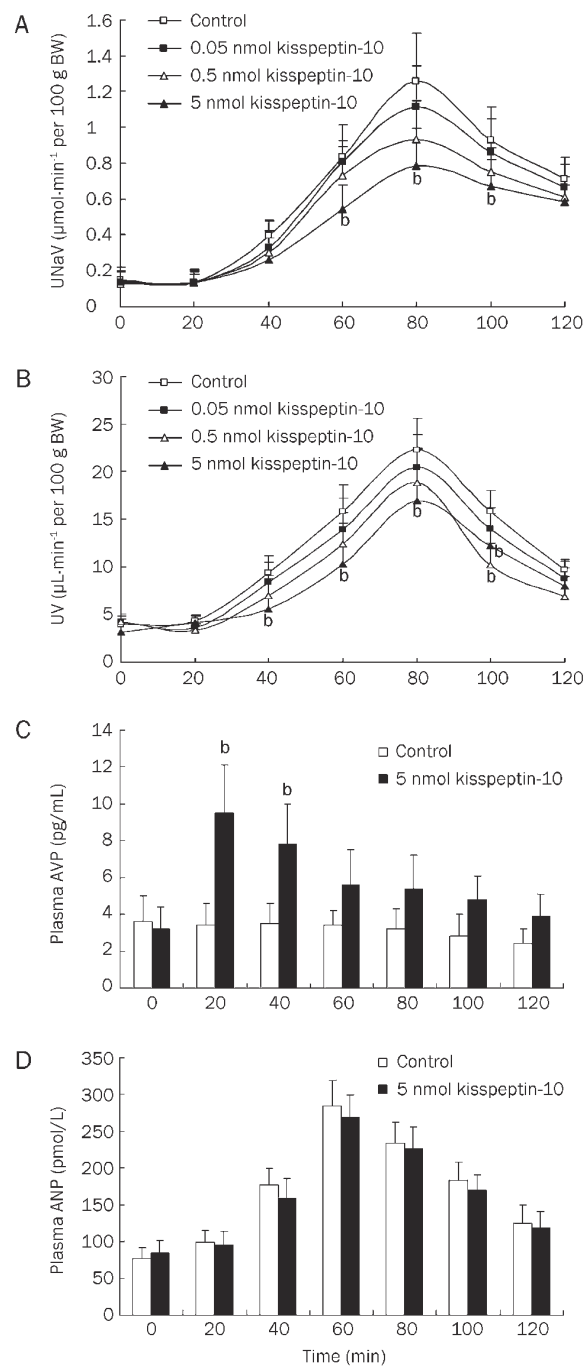 A
Control
0.05 nmol kisspeptin-10
0.5 nmol kisspeptin-10
5 nmol kisspeptin-10
UNaV (μmol·min⁻¹ per 100 g BW)
1.6
1.4
1.2
1.0
0.8
0.6
0.4
0.2
0
b
b
b
0 20 40 60 80 100 120
B
Control
0.05 nmol kisspeptin-10
0.5 nmol kisspeptin-10
5 nmol kisspeptin-10
UV (μL·min⁻¹ per 100 g BW)
30
25
20
15
10
5
0
b
b
b
b
b
0 20 40 60 80 100 120
C
Control
5 nmol kisspeptin-10
Plasma AVP (pg/mL)
14
12
10
8
6
4
2
0
b
b
0 20 40 60 80 100 120
D
Control
5 nmol kisspeptin-10
Plasma ANP (pmol/L)
350
300
250
200
150
100
50
0
0 20 40 60 80 100 120
Time (min)